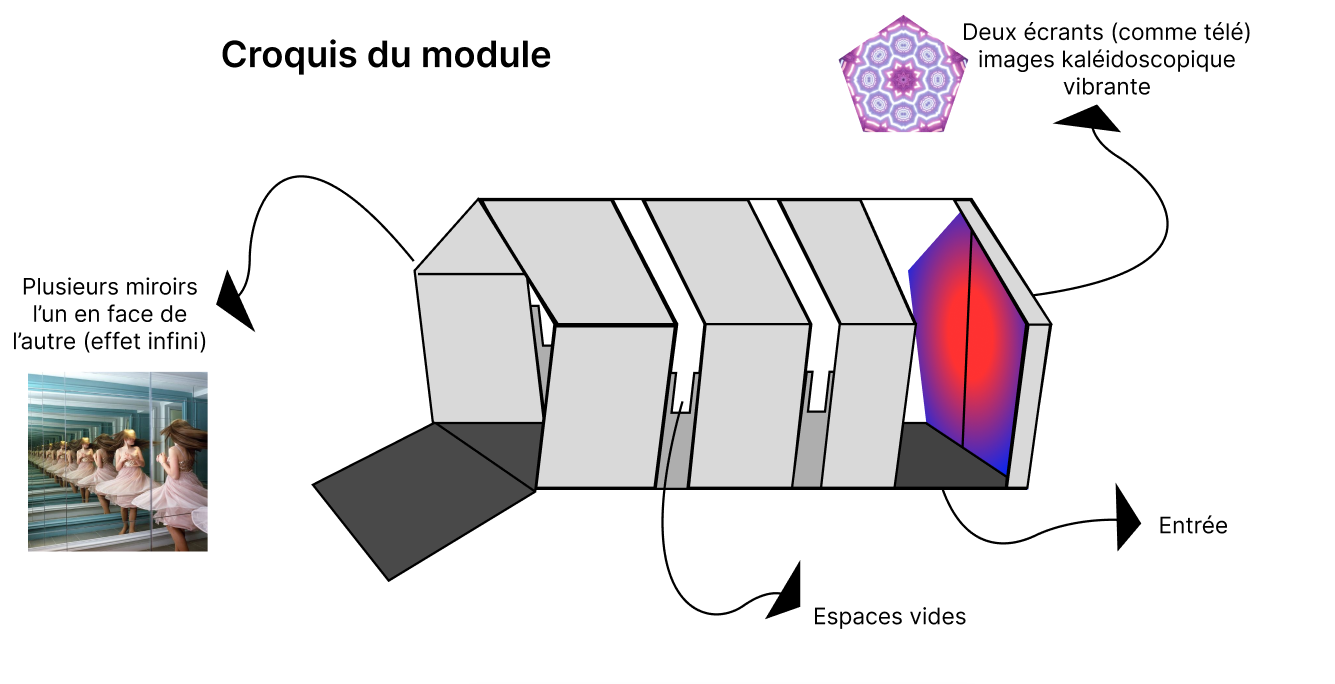 Croquis du module
Deux écrants (comme télé)
images kaléidoscopique
vibrante
Plusieurs miroirs
l'un en face de
l'autre (effet infini)
Entrée
Espaces vides